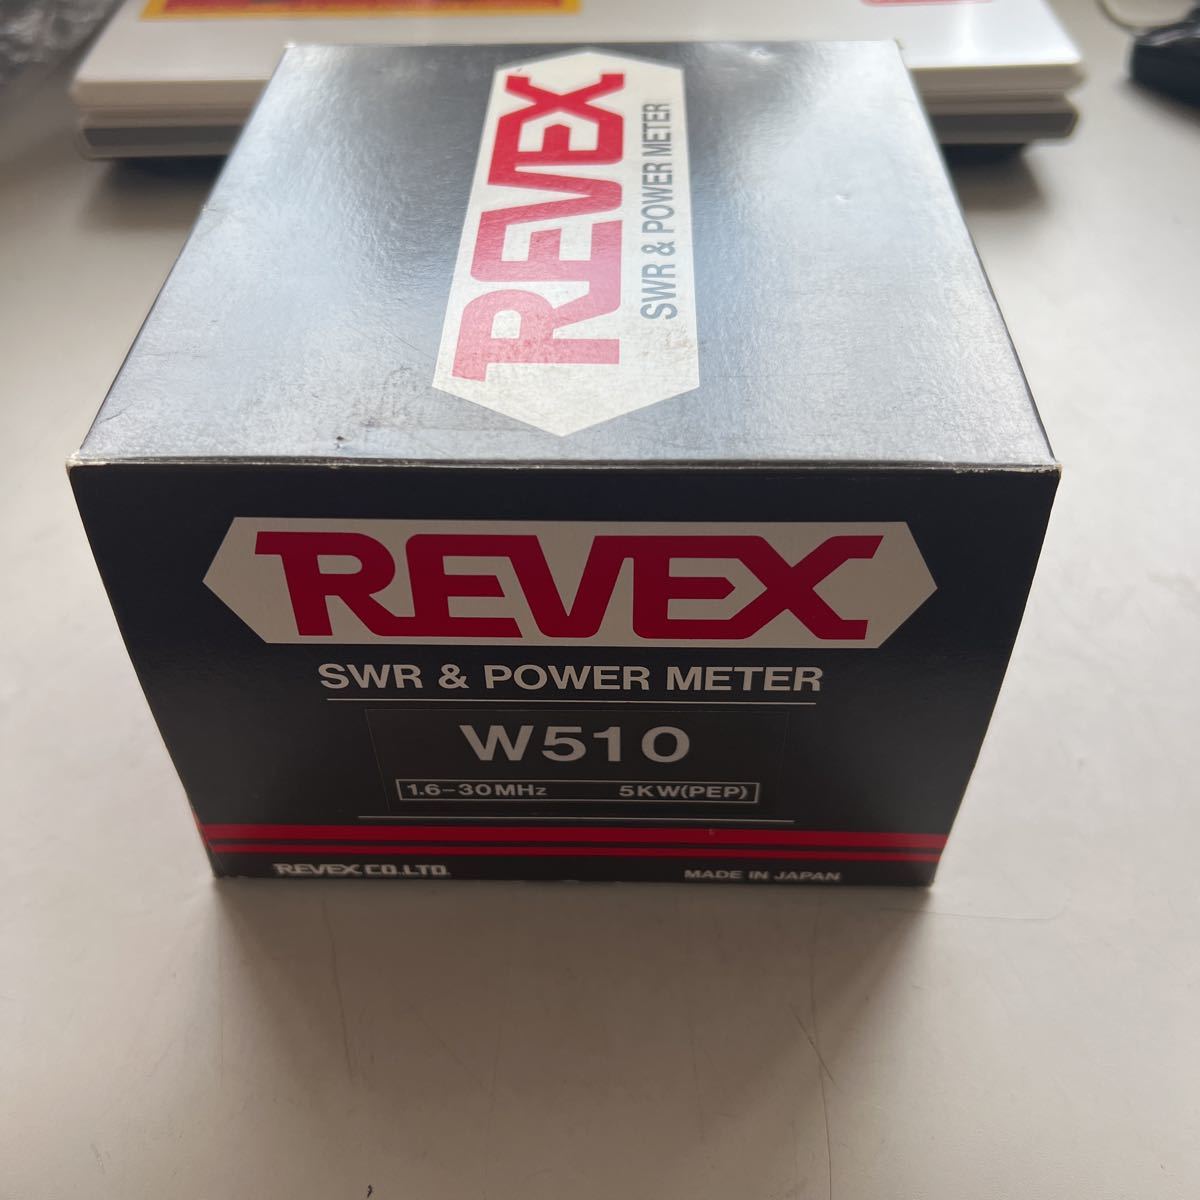 REVEX
SWR & POWER METER
REVEX
SWR & POWER METER
W510
1.6-30MHz 5KW(PEP)
REVEX CO.,LTD. MADE IN JAPAN